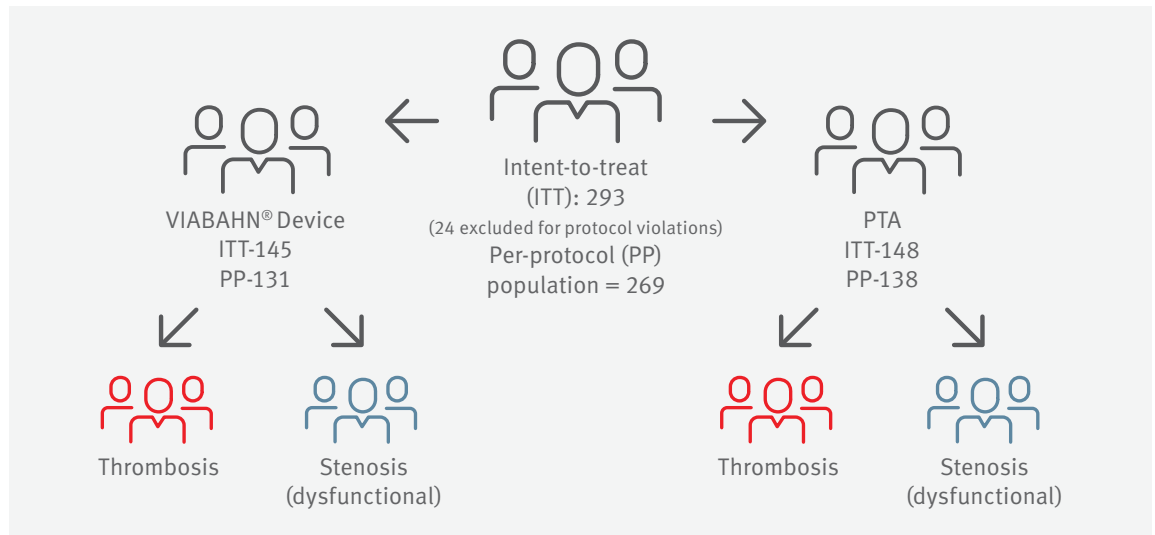 Intent-to-treat
(ITT): 293
(24 excluded for protocol violations)
Per-protocol (PP)
population = 269
VIABAHN® Device
ITT-145
PP-131
PTA
ITT-148
PP-138
Thrombosis
Stenosis
(dysfunctional)
Thrombosis
Stenosis
(dysfunctional)